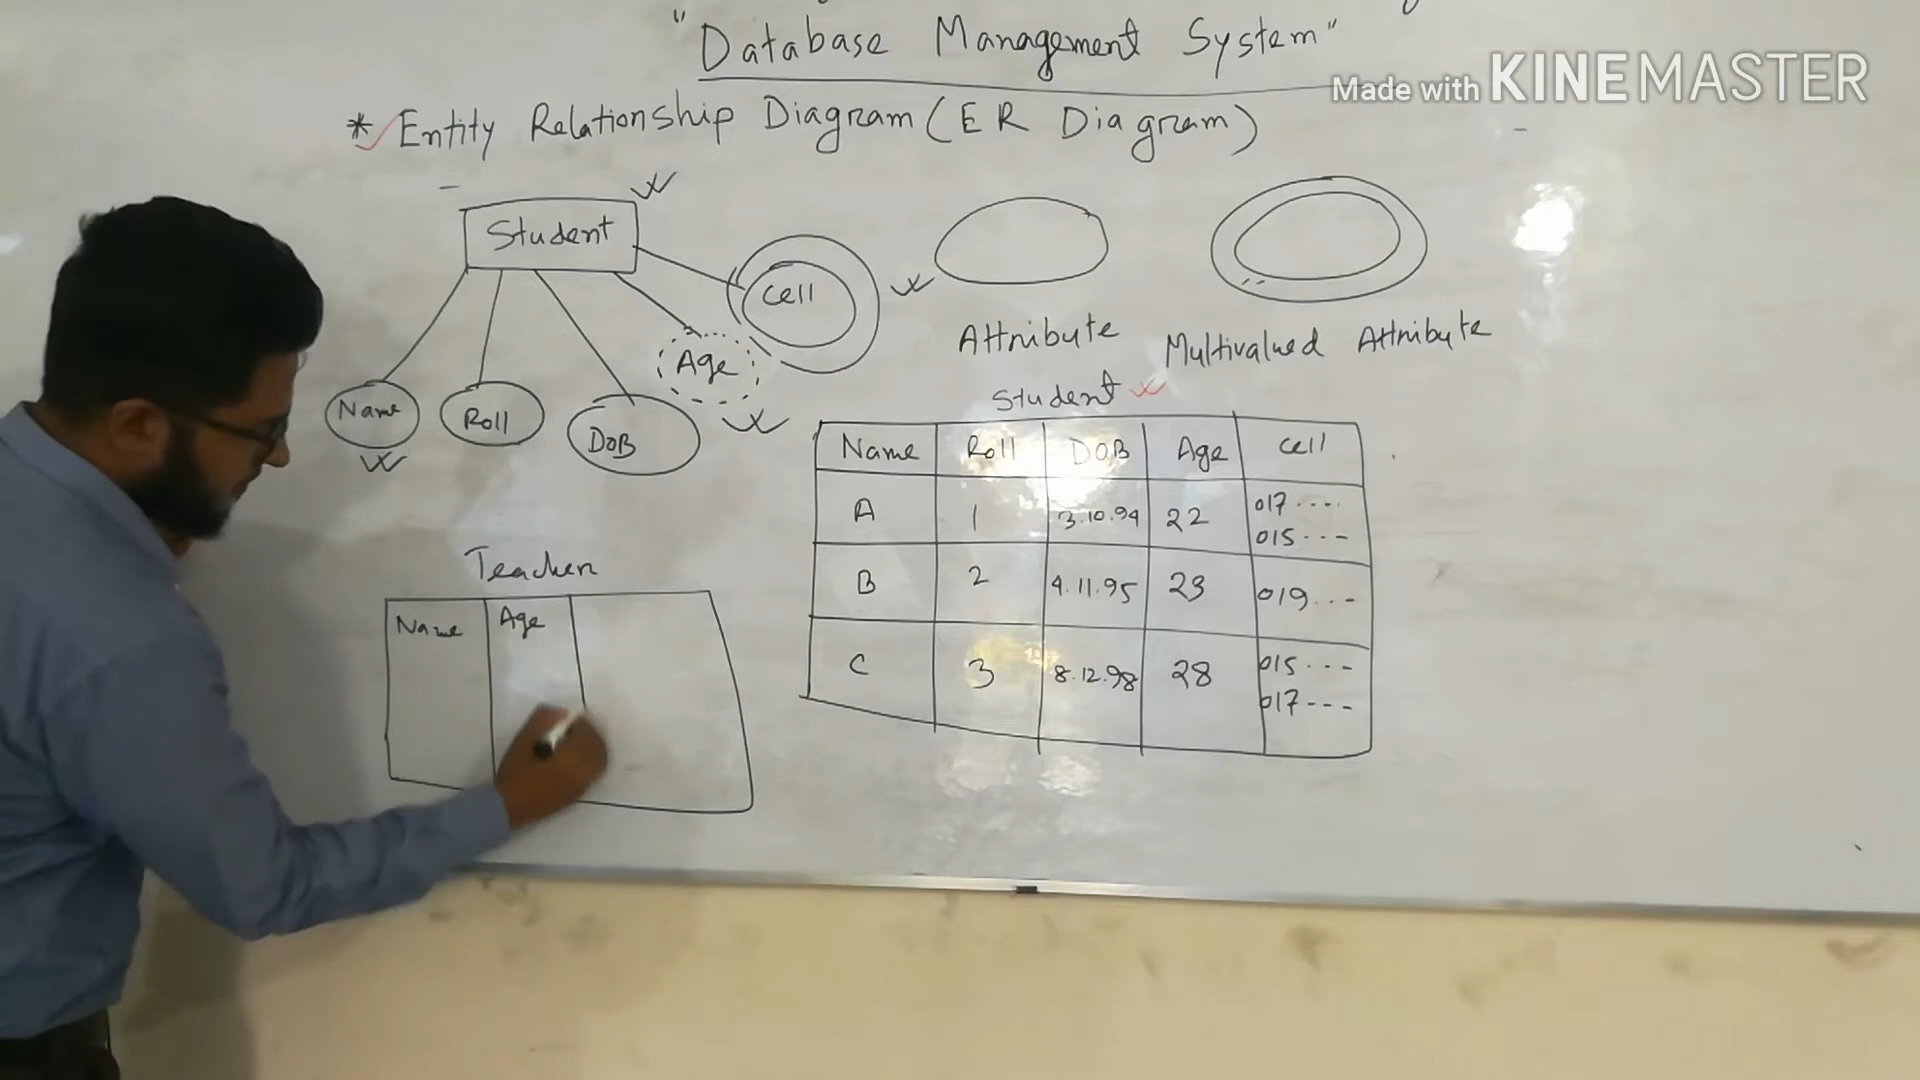 "Database Management System"
Made with KINEMASTER
* Entity Relationship Diagram (ER Diagram)
Student
Cell
Age
Name
Roll
DOB
Attribute
Multivalued Attribute
Student
Name Roll DOB Age Cell
A 1 3.10.94 22 017....
015...-
B 2 4.11.95 23 019...-
C 3 8.12.98 28 015---
017---
Teacher
Name Age